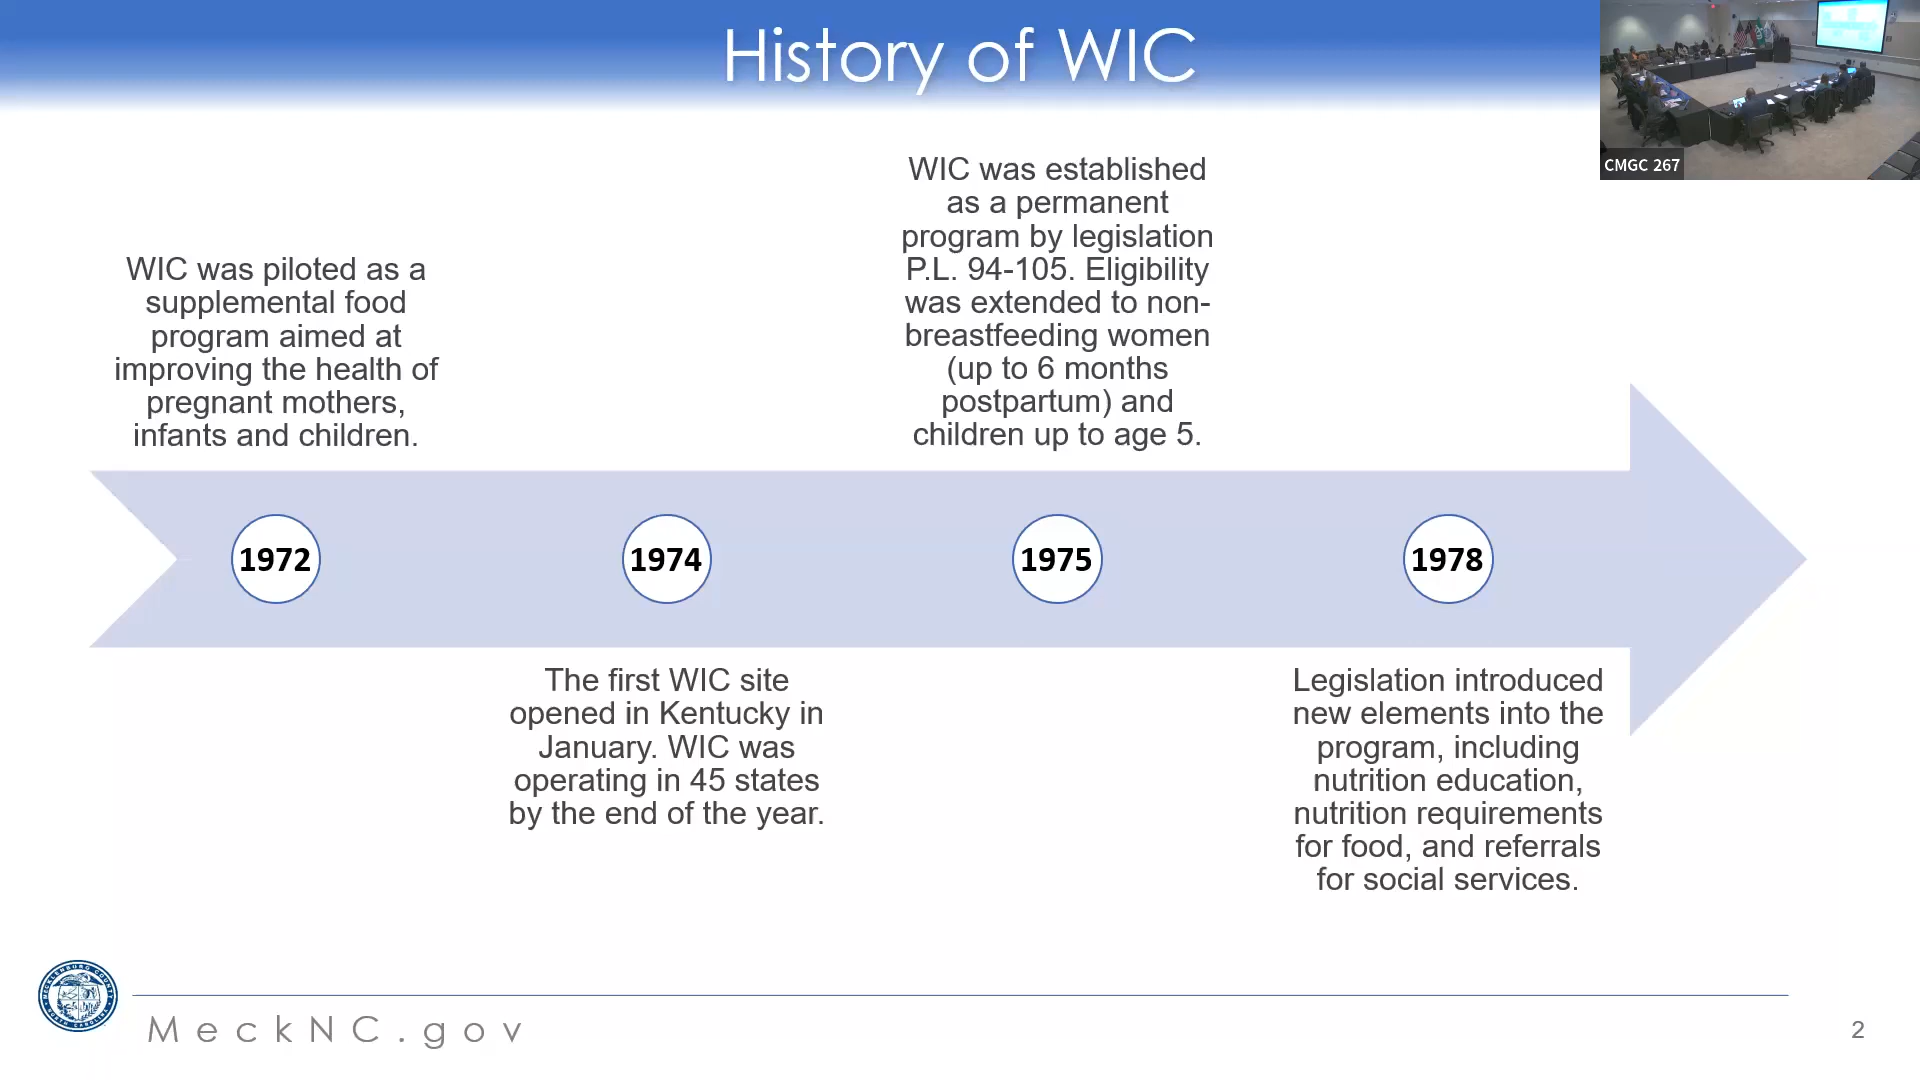 History of WIC
CMGC 267
WIC was piloted as a
supplemental food
program aimed at
improving the health of
pregnant mothers,
infants and children.
WIC was established
as a permanent
program by legislation
P.L. 94-105. Eligibility
was extended to non-
breastfeeding women
(up to 6 months
postpartum) and
children up to age 5.
1972
1974
1975
1978
The first WIC site
opened in Kentucky in
January. WIC was
operating in 45 states
by the end of the year.
Legislation introduced
new elements into the
program, including
nutrition education,
nutrition requirements
for food, and referrals
for social services.
MECKLENBURG COUNTY
NORTH CAROLINA
MeckNC.gov
2